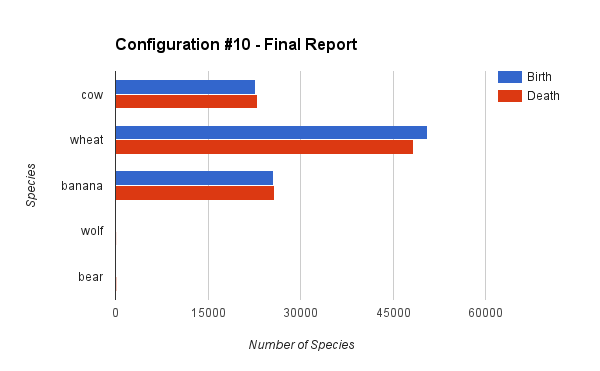 Configuration #10 - Final Report
Birth
Death
cow
wheat
banana
wolf
bear
Species
0 15000 30000 45000 60000
Number of Species